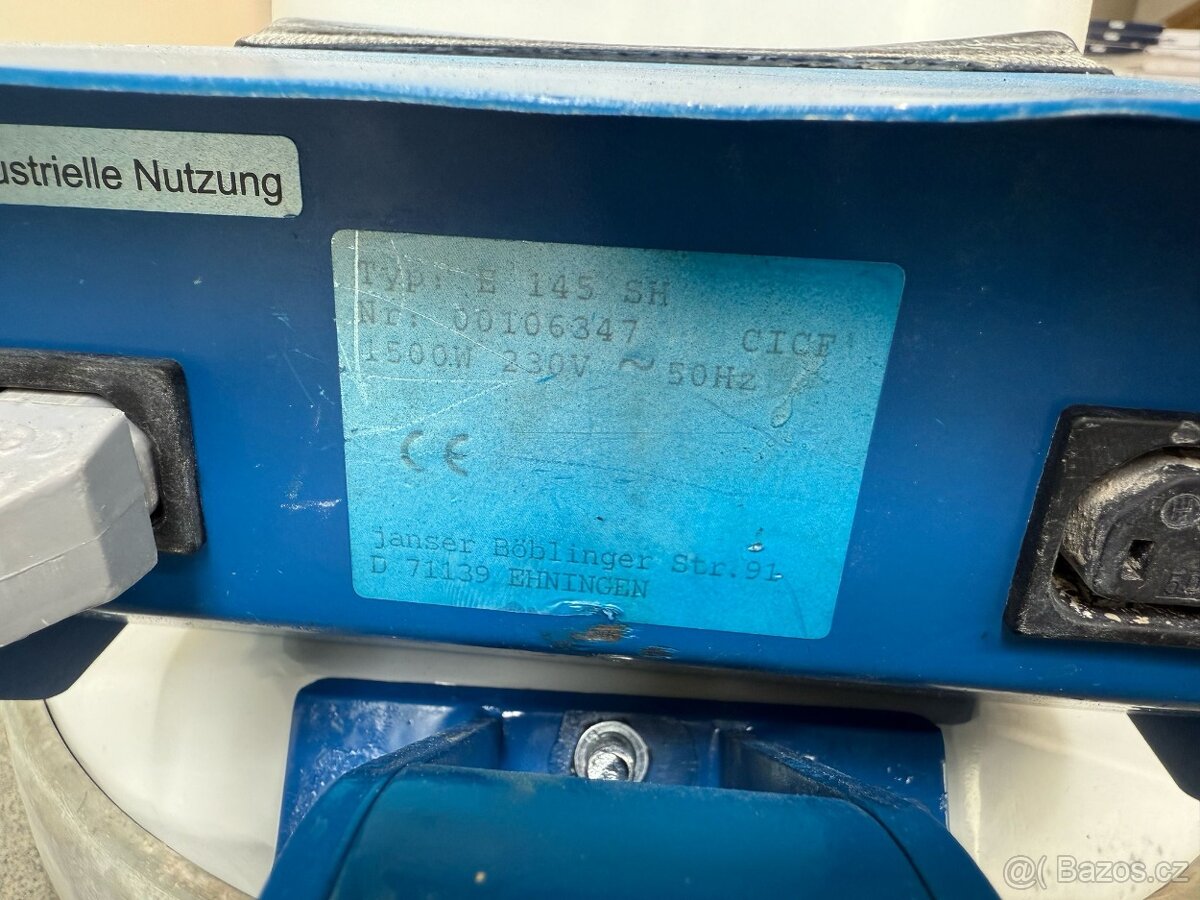 ustrielle Nutzung
Typ: E 145 SH
Nr: 00106347 CICF
1500W 230V ~ 50Hz
CE
janser Böblinger Str.91
D 71139 EHNINGEN
Bazos.cz